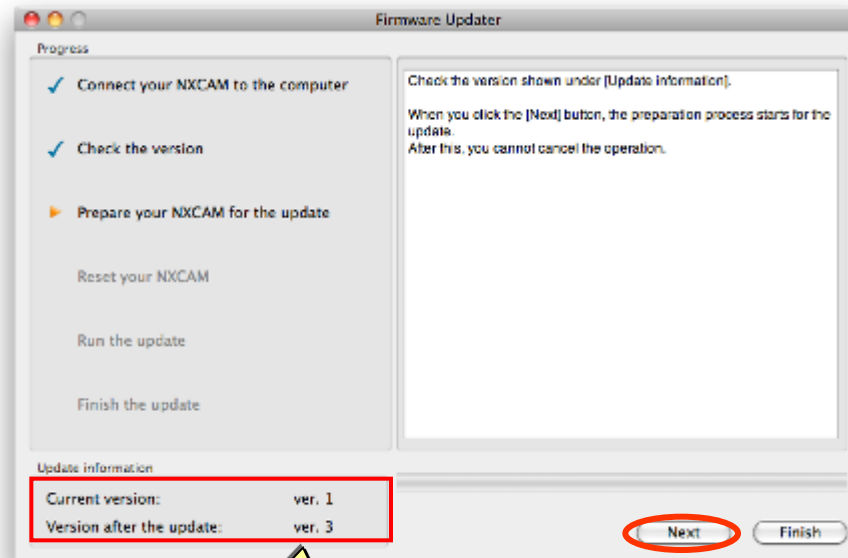 Firmware Updater
Progress
Connect your NXCAM to the computer
Check the version
Prepare your NXCAM for the update
Reset your NXCAM
Run the update
Finish the update
Check the version shown under [Update information].
When you click the [Next] button, the preparation process starts for the
update.
After this, you cannot cancel the operation.
Update information
Current version: ver. 1
Version after the update: ver. 3
Next
Finish